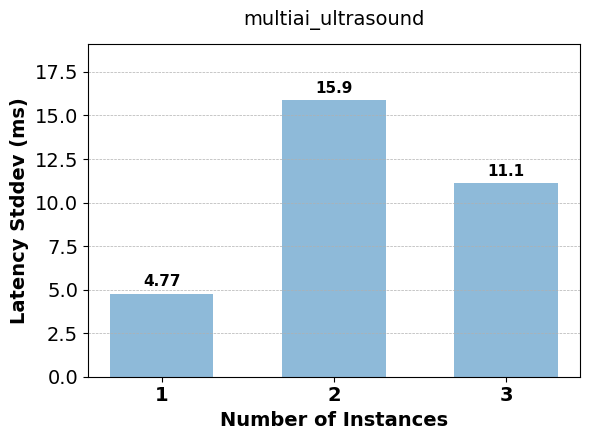 multiai_ultrasound
Latency Stddev (ms)
17.5
15.0
12.5
10.0
7.5
5.0
2.5
0.0
4.77
15.9
11.1
1 2 3
Number of Instances